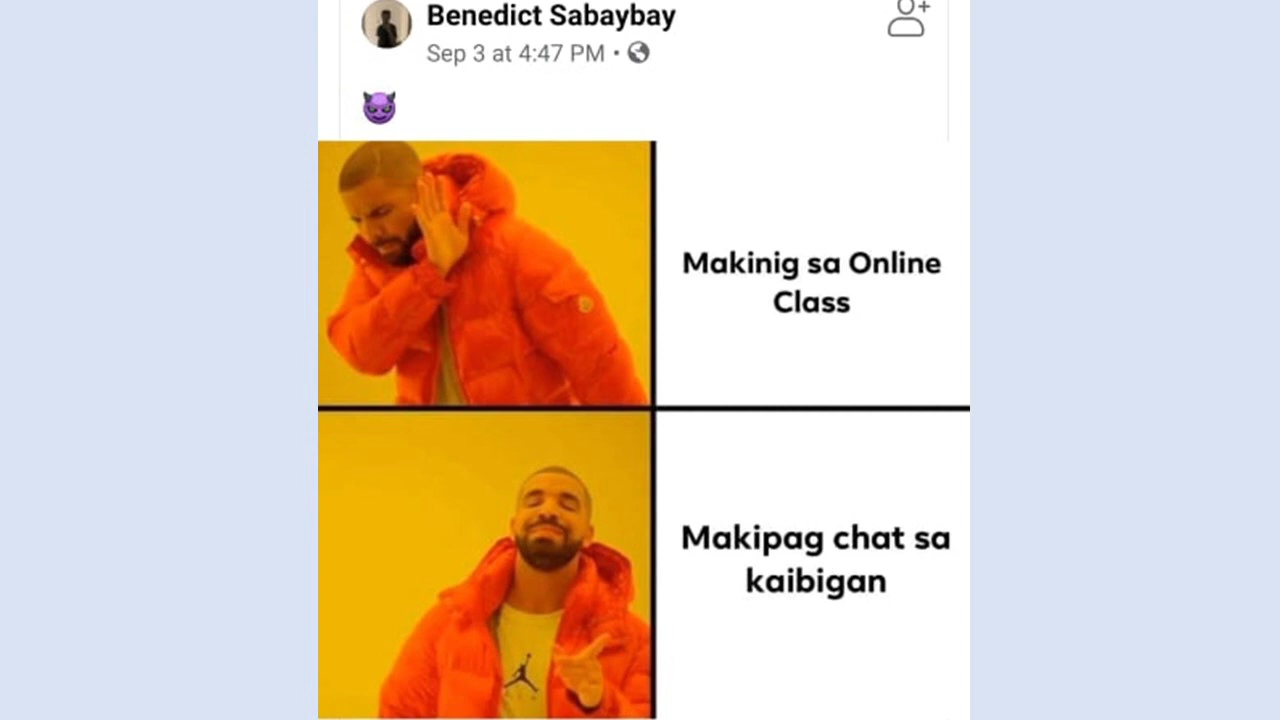 Benedict Sabaybay
Sep 3 at 4:47 PM •
Makinig sa Online
Class
Makipag chat sa
kaibigan